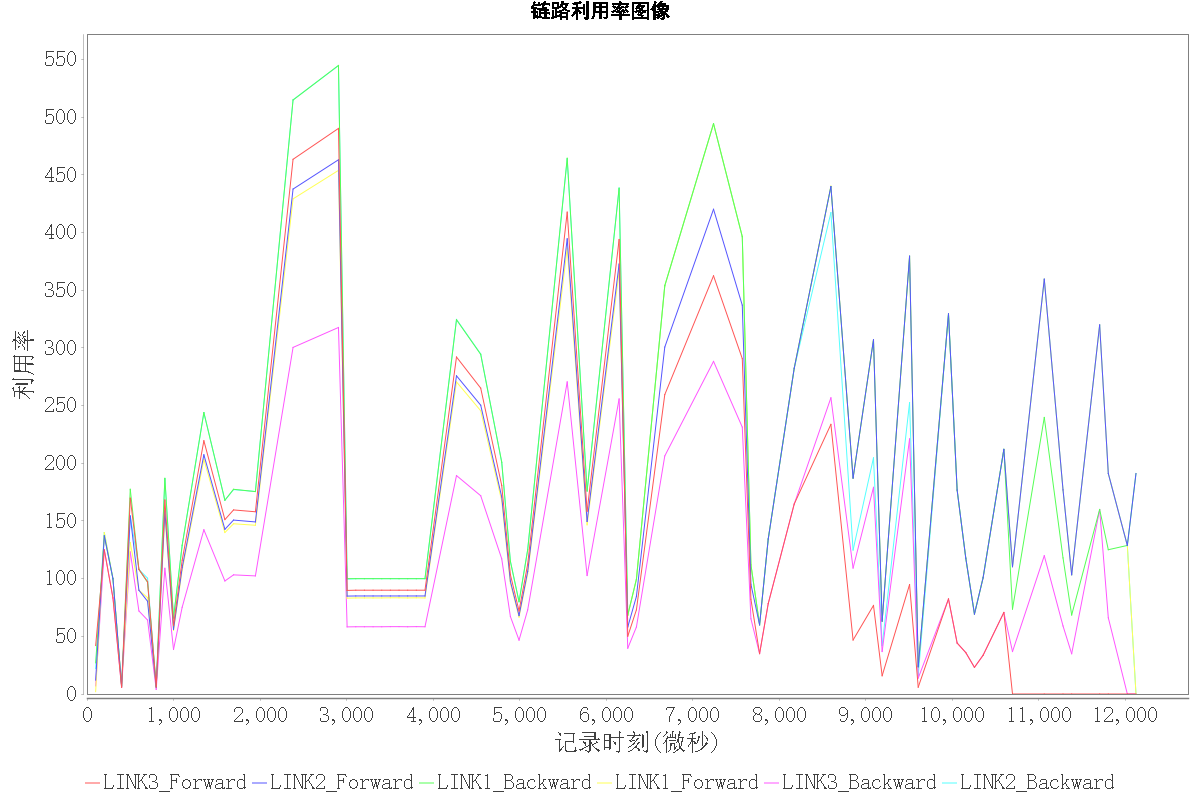 链路利用率图像
550
500
450
400
350
300
250
200
150
100
50
0
利用率
0 1,000 2,000 3,000 4,000 5,000 6,000 7,000 8,000 9,000 10,000 11,000 12,000
记录时刻(微秒)
LINK3_Forward LINK2_Forward LINK1_Backward LINK1_Forward LINK3_Backward LINK2_Backward